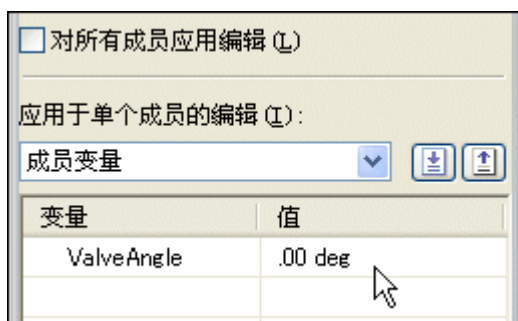 对所有成员应用编辑(L)
应用于单个成员的编辑(I):
成员变量
变量 值
ValveAngle .00 deg